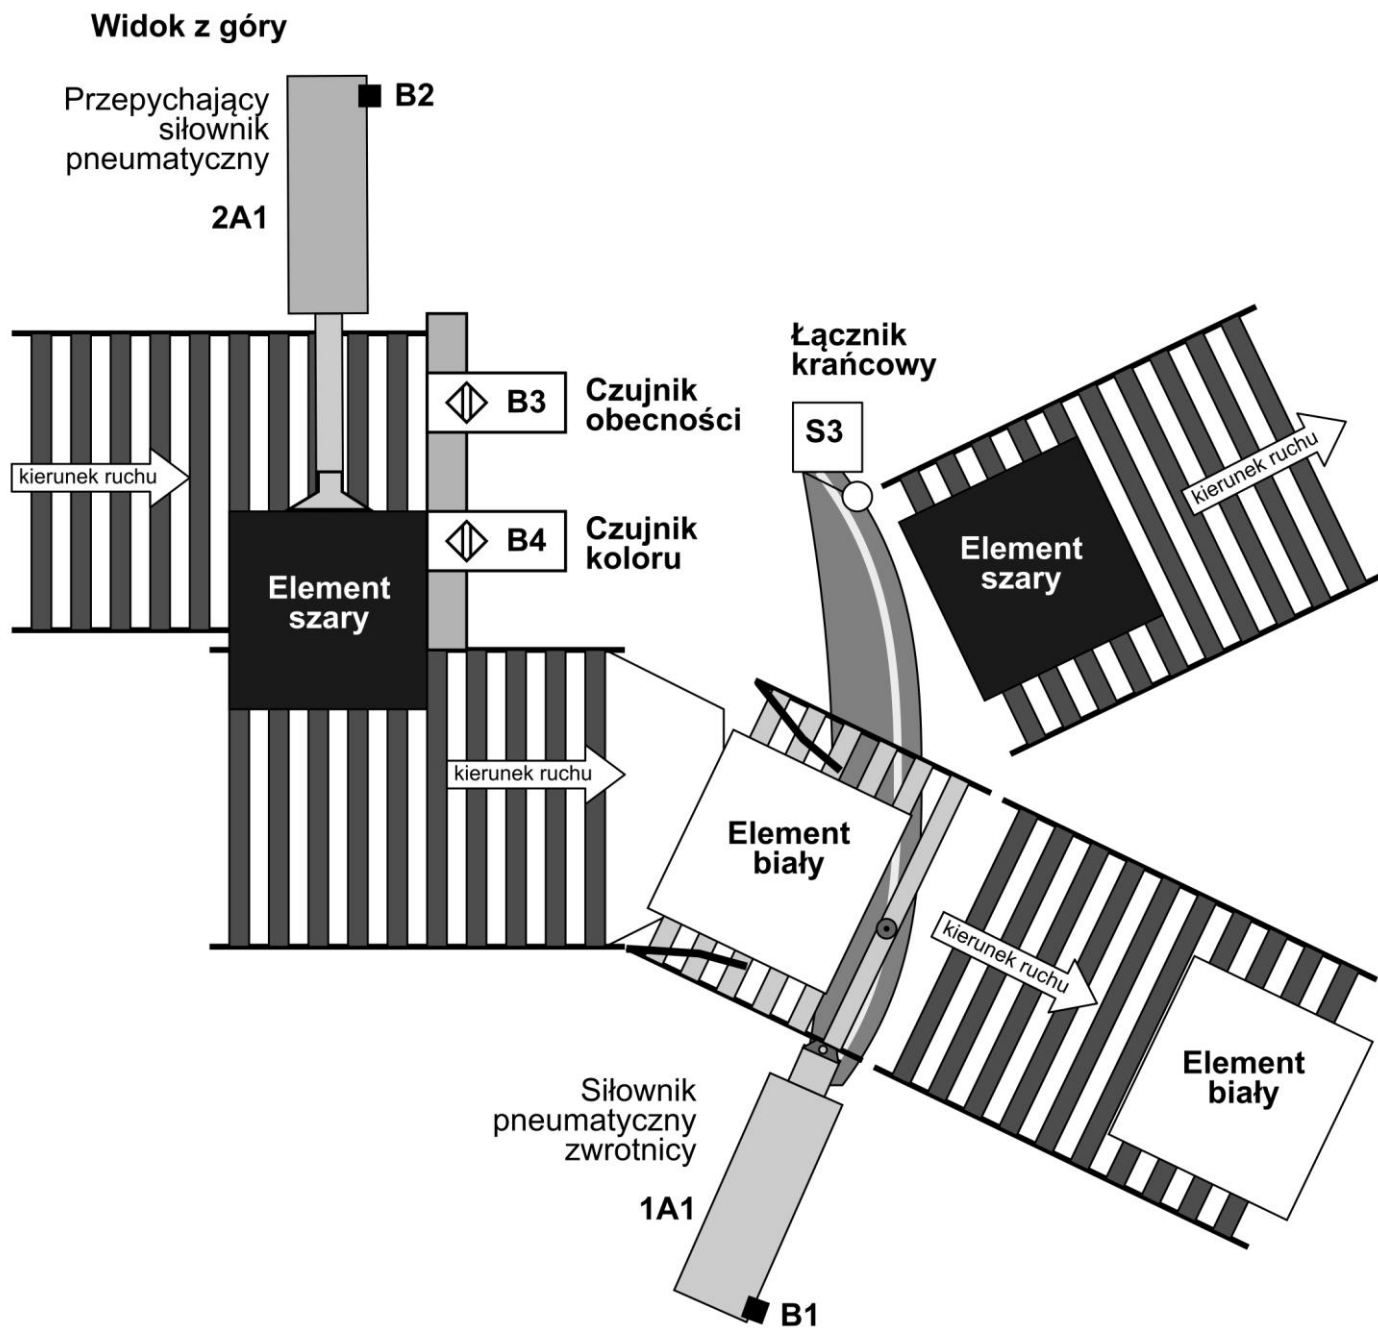 Widok z góry
Przepychający
siłownik
pneumatyczny
2A1
B2
B3
Czujnik
obecności
B4
Czujnik
koloru
kierunek ruchu
Element
szary
kierunek ruchu
Łącznik
krańcowy
S3
Element
szary
kierunek ruchu
Element
biały
kierunek ruchu
Element
biały
Siłownik
pneumatyczny
zwrotnicy
1A1
B1